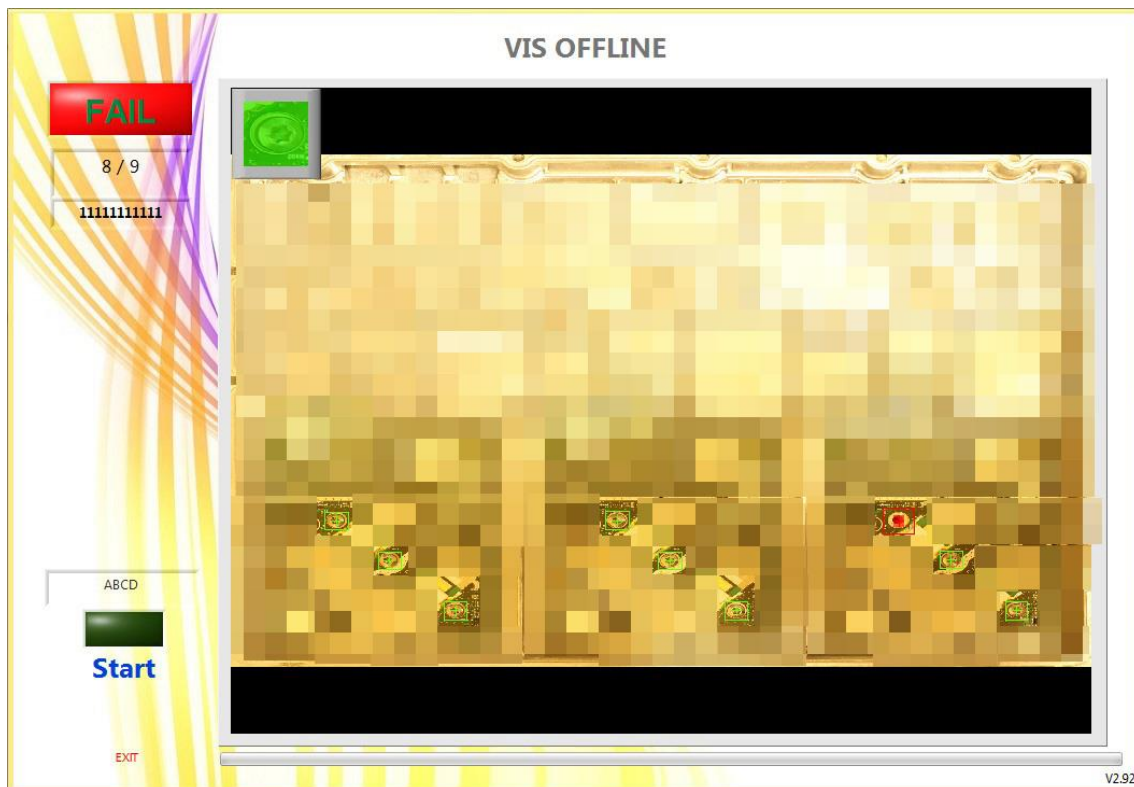 VIS OFFLINE
FAIL
8 / 9
11111111111
ABCD
Start
EXIT
V2.92